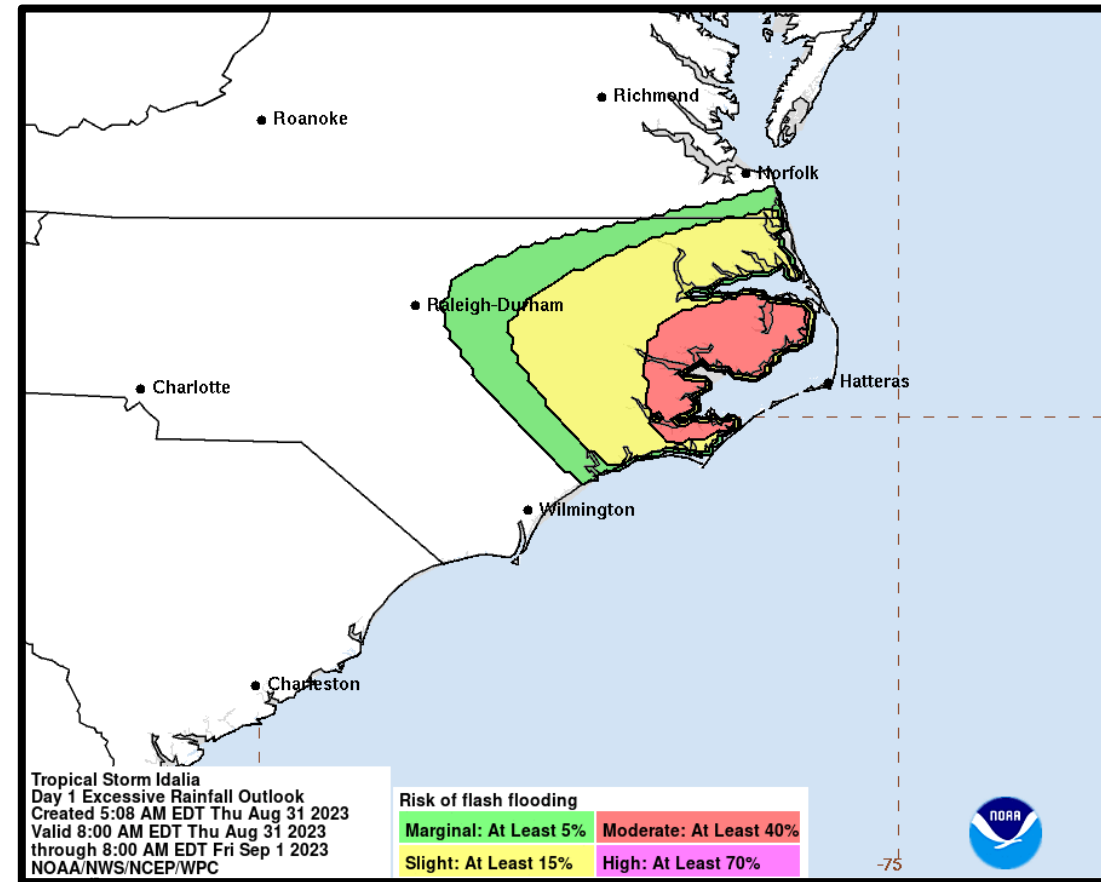 Richmond
Roanoke
Norfolk
Raleigh-Durham
Hatteras
Charlotte
Wilmington
Charleston
Tropical Storm Idalia
Day 1 Excessive Rainfall Outlook
Created 5:08 AM EDT Thu Aug 31 2023
Valid 8:00 AM EDT Thu Aug 31 2023
through 8:00 AM EDT Fri Sep 1 2023
NOAA/NWS/NCEP/WPC
Risk of flash flooding
Marginal: At Least 5% Moderate: At Least 40%
Slight: At Least 15% High: At Least 70%
-75
NOAA